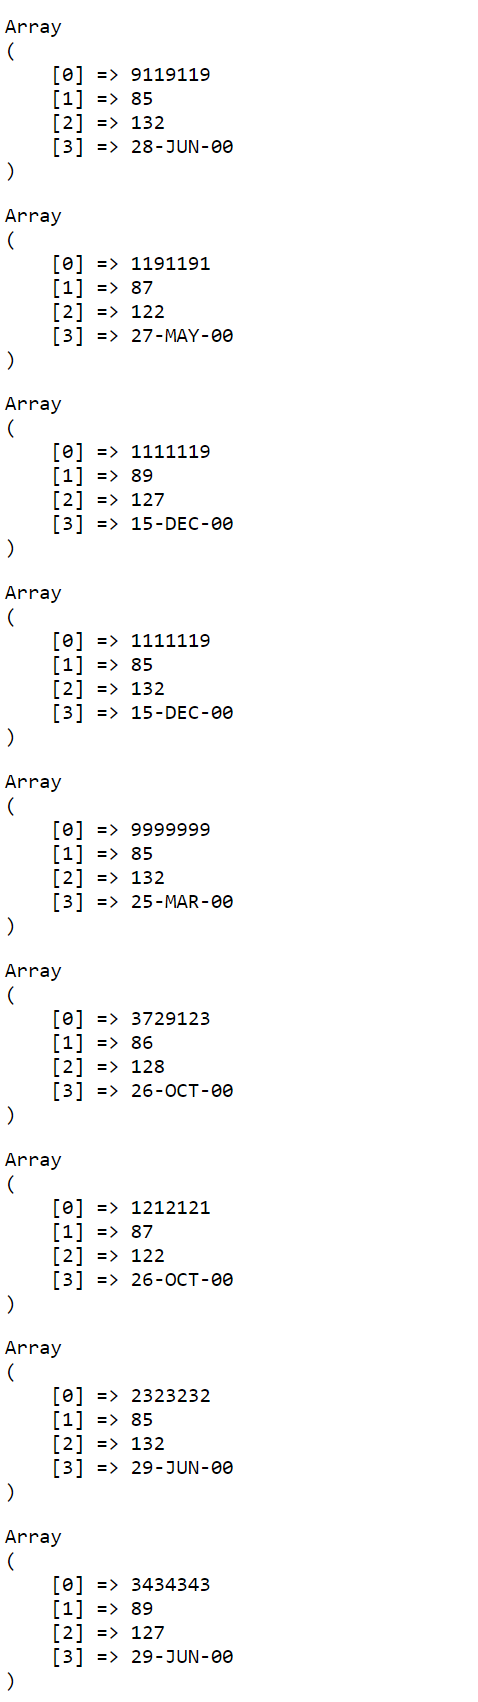 Array
(
    [0] => 9119119
    [1] => 85
    [2] => 132
    [3] => 28-JUN-00
)
Array
(
    [0] => 1191191
    [1] => 87
    [2] => 122
    [3] => 27-MAY-00
)
Array
(
    [0] => 1111119
    [1] => 89
    [2] => 127
    [3] => 15-DEC-00
)
Array
(
    [0] => 1111119
    [1] => 85
    [2] => 132
    [3] => 15-DEC-00
)
Array
(
    [0] => 9999999
    [1] => 85
    [2] => 132
    [3] => 25-MAR-00
)
Array
(
    [0] => 3729123
    [1] => 86
    [2] => 128
    [3] => 26-OCT-00
)
Array
(
    [0] => 1212121
    [1] => 87
    [2] => 122
    [3] => 26-OCT-00
)
Array
(
    [0] => 2323232
    [1] => 85
    [2] => 132
    [3] => 29-JUN-00
)
Array
(
    [0] => 3434343
    [1] => 89
    [2] => 127
    [3] => 29-JUN-00
)